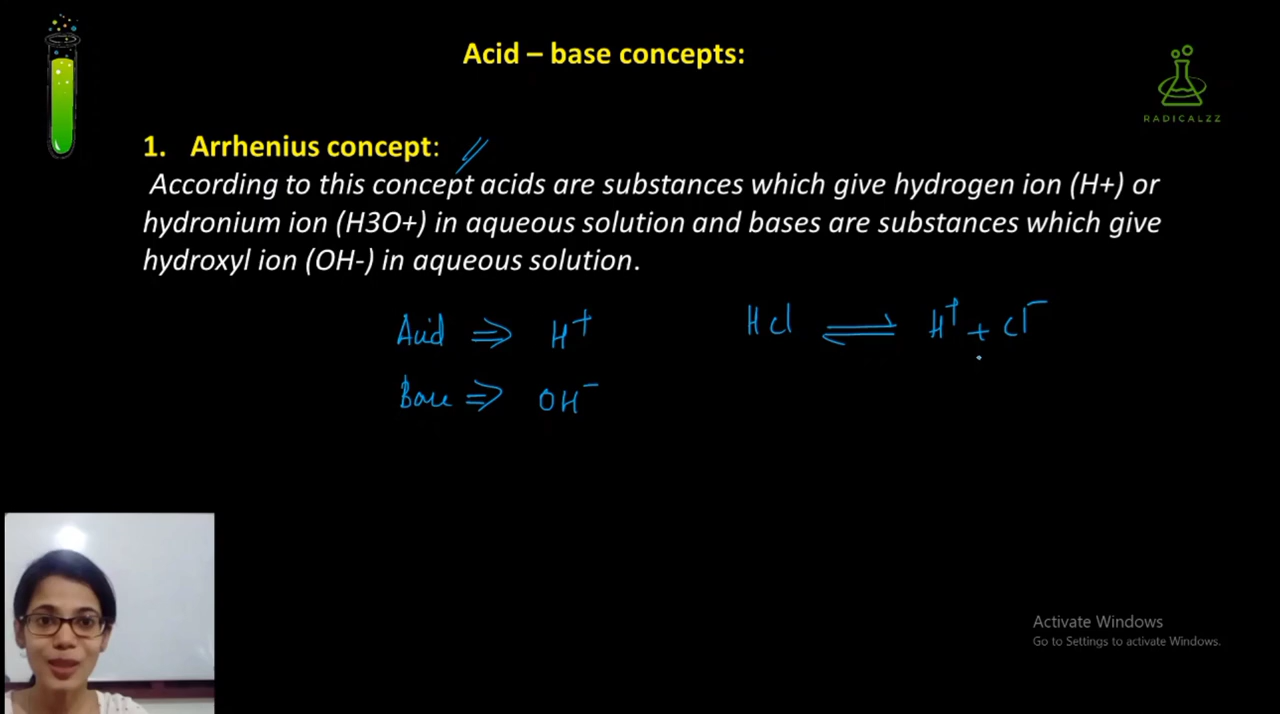 Acid – base concepts:
RADICALZZ
1. Arrhenius concept:
According to this concept acids are substances which give hydrogen ion (H+) or
hydronium ion (H3O+) in aqueous solution and bases are substances which give
hydroxyl ion (OH-) in aqueous solution.
Acid ⇒ H⁺
HCl ⇌ H⁺ + Cl⁻
Base ⇒ OH⁻
Activate Windows
Go to Settings to activate Windows.